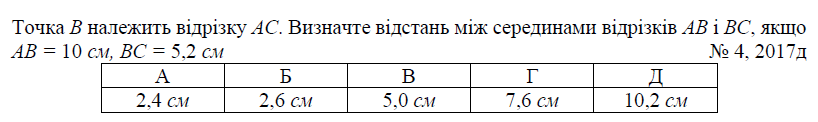 Точка B належить відрізку AC. Визначте відстань між серединами відрізків AB і BC, якщо
AB = 10 см, BC = 5,2 см № 4, 2017д
А Б В Г Д
2,4 см 2,6 см 5,0 см 7,6 см 10,2 см